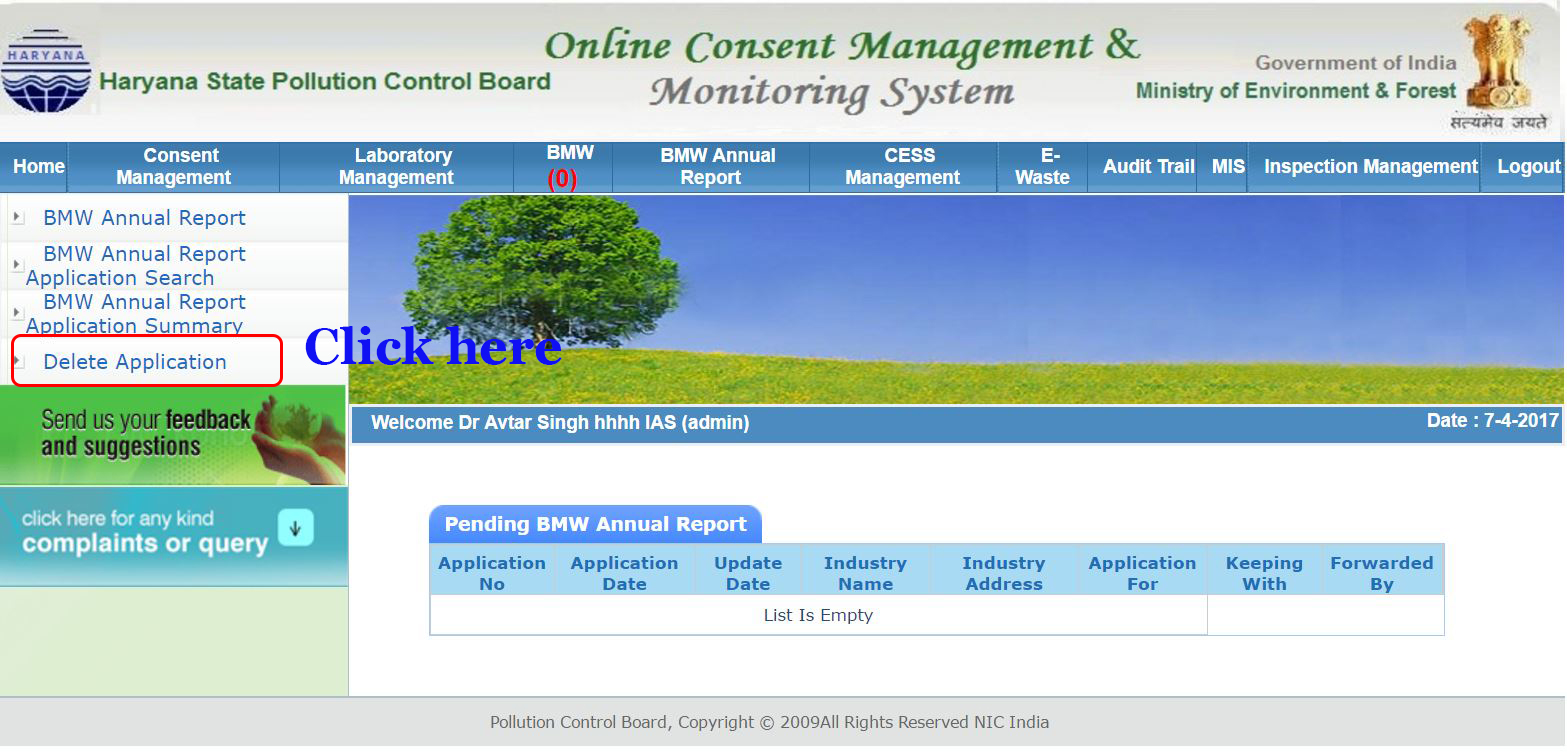 HARYANA
Haryana State Pollution Control Board
Online Consent Management &
Monitoring System
Government of India
Ministry of Environment & Forest
सत्यमेव जयते
Home
Consent
Management
Laboratory
Management
BMW
(0)
BMW Annual
Report
CESS
Management
E-
Waste
Audit Trail
MIS
Inspection Management
Logout
BMW Annual Report
BMW Annual Report
Application Search
BMW Annual Report
Application Summary
Delete Application
Click here
Send us your feedback
and suggestions
click here for any kind
complaints or query
Welcome Dr Avtar Singh hhhh IAS (admin)
Date : 7-4-2017
Pending BMW Annual Report
Application
No
Application
Date
Update
Date
Industry
Name
Industry
Address
Application
For
Keeping
With
Forwarded
By
List Is Empty
Pollution Control Board, Copyright © 2009All Rights Reserved NIC India